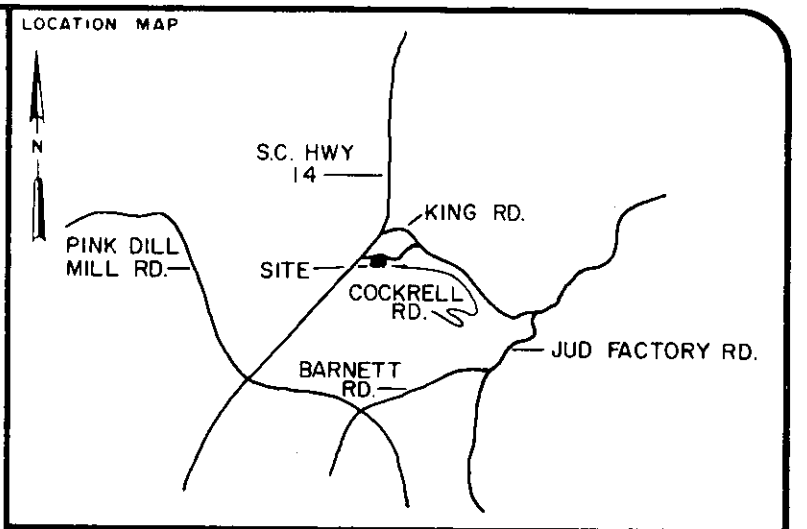 LOCATION MAP
N
S.C. HWY
14
KING RD.
PINK DILL
MILL RD.
SITE
COCKRELL
RD.
JUD FACTORY RD.
BARNETT
RD.